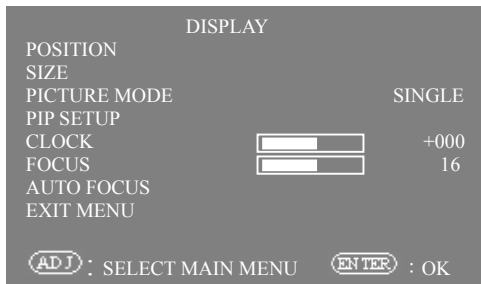 DISPLAY
POSITION
SIZE
PICTURE MODE SINGLE
PIP SETUP
CLOCK +000
FOCUS 16
AUTO FOCUS
EXIT MENU
ADJ : SELECT MAIN MENU ENTER : OK